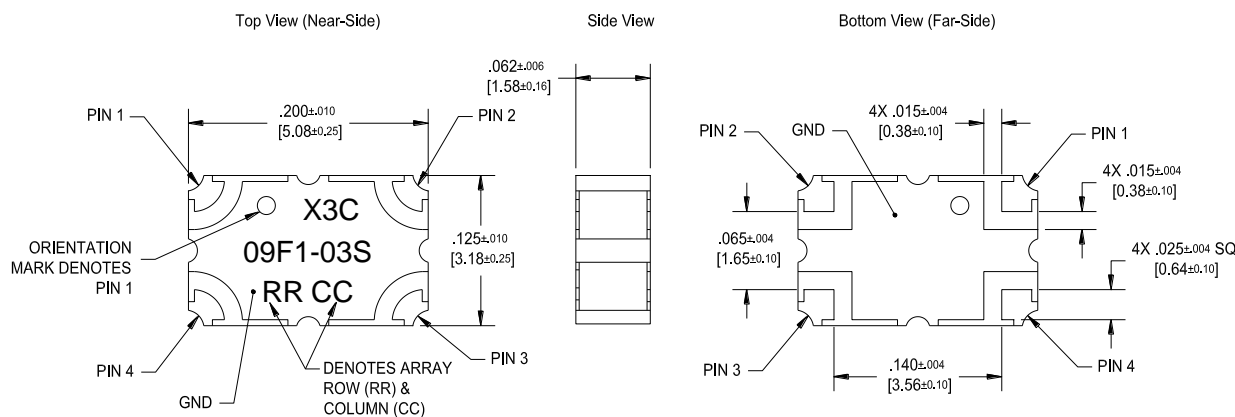 Top View (Near-Side)
Side View
Bottom View (Far-Side)
.062±.006
[1.58±0.16]
PIN 1
.200±.010
[5.08±0.25]
PIN 2
4X .015±.004
[0.38±0.10]
PIN 2
GND
PIN 1
4X .015±.004
[0.38±0.10]
X3C
09F1-03S
RR CC
.125±.010
[3.18±0.25]
ORIENTATION
MARK DENOTES
PIN 1
.065±.004
[1.65±0.10]
4X .025±.004 SQ
[0.64±0.10]
PIN 4
GND
DENOTES ARRAY
ROW (RR) &
COLUMN (CC)
PIN 3
PIN 3
.140±.004
[3.56±0.10]
PIN 4